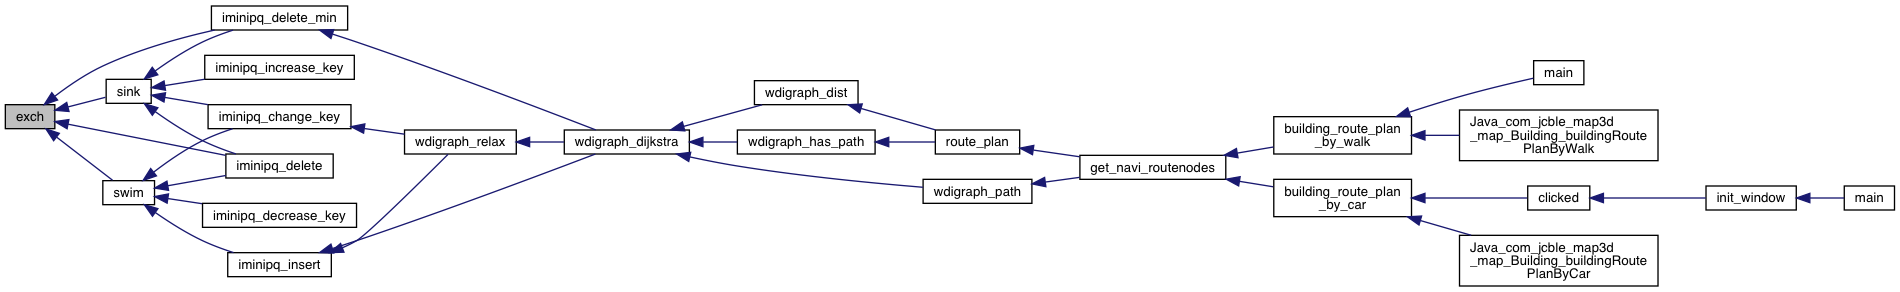 exch
iminipq_delete_min
sink
iminipq_increase_key
iminipq_change_key
iminipq_delete
swim
iminipq_decrease_key
iminipq_insert
wdigraph_relax
wdigraph_dijkstra
wdigraph_dist
wdigraph_has_path
wdigraph_path
route_plan
get_navi_routenodes
building_route_plan
_by_walk
building_route_plan
_by_car
main
Java_com_jcble_map3d
_map_Building_buildingRoute
PlanByWalk
clicked
Java_com_jcble_map3d
_map_Building_buildingRoute
PlanByCar
init_window
main